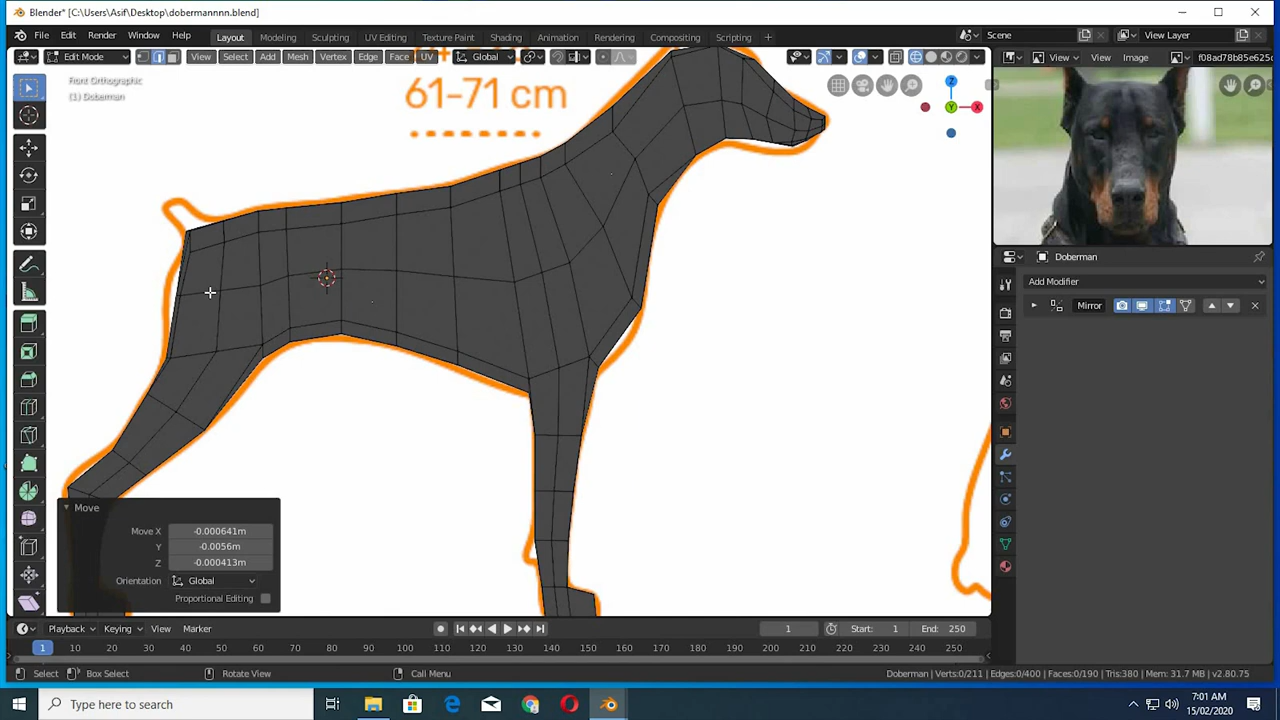 Blender* [C:\Users\Asif\Desktop\dobermannnn.blend]
File Edit Render Window Help Layout Modeling Sculpting UV Editing Texture Paint Shading Animation Rendering Compositing Scripting + Scene View Layer
Edit Mode View Select Add Mesh Vertex Edge Face UV Global View View Image f08ad78b85e625c
Front Orthographic
(1) Doberman
61-71 cm
Z
Y
X
Doberman
Add Modifier
Mirror
Move
Move X -0.000641m
Y -0.0056m
Z -0.000413m
Orientation Global
Proportional Editing
Playback Keying View Marker 1 Start: 1 End: 250
1 10 20 30 40 50 60 70 80 90 100 110 120 130 140 150 160 170 180 190 200 210 220 230 240 250
Select Box Select Rotate View Call Menu Doberman | Verts:0/211 | Edges:0/400 | Faces:0/190 | Tris:380 | Mem: 31.7 MB | v2.80.75
Type here to search
7:01 AM
15/02/2020